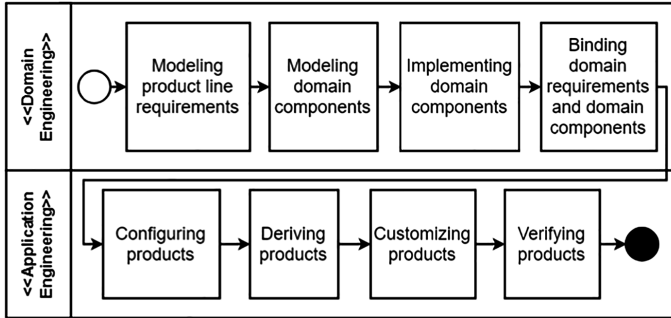 <<Domain
Engineering>>
Modeling
product line
requirements
Modeling
domain
components
Implementing
domain
components
Binding
domain
requirements
and domain
components
<<Application
Engineering>>
Configuring
products
Deriving
products
Customizing
products
Verifying
products